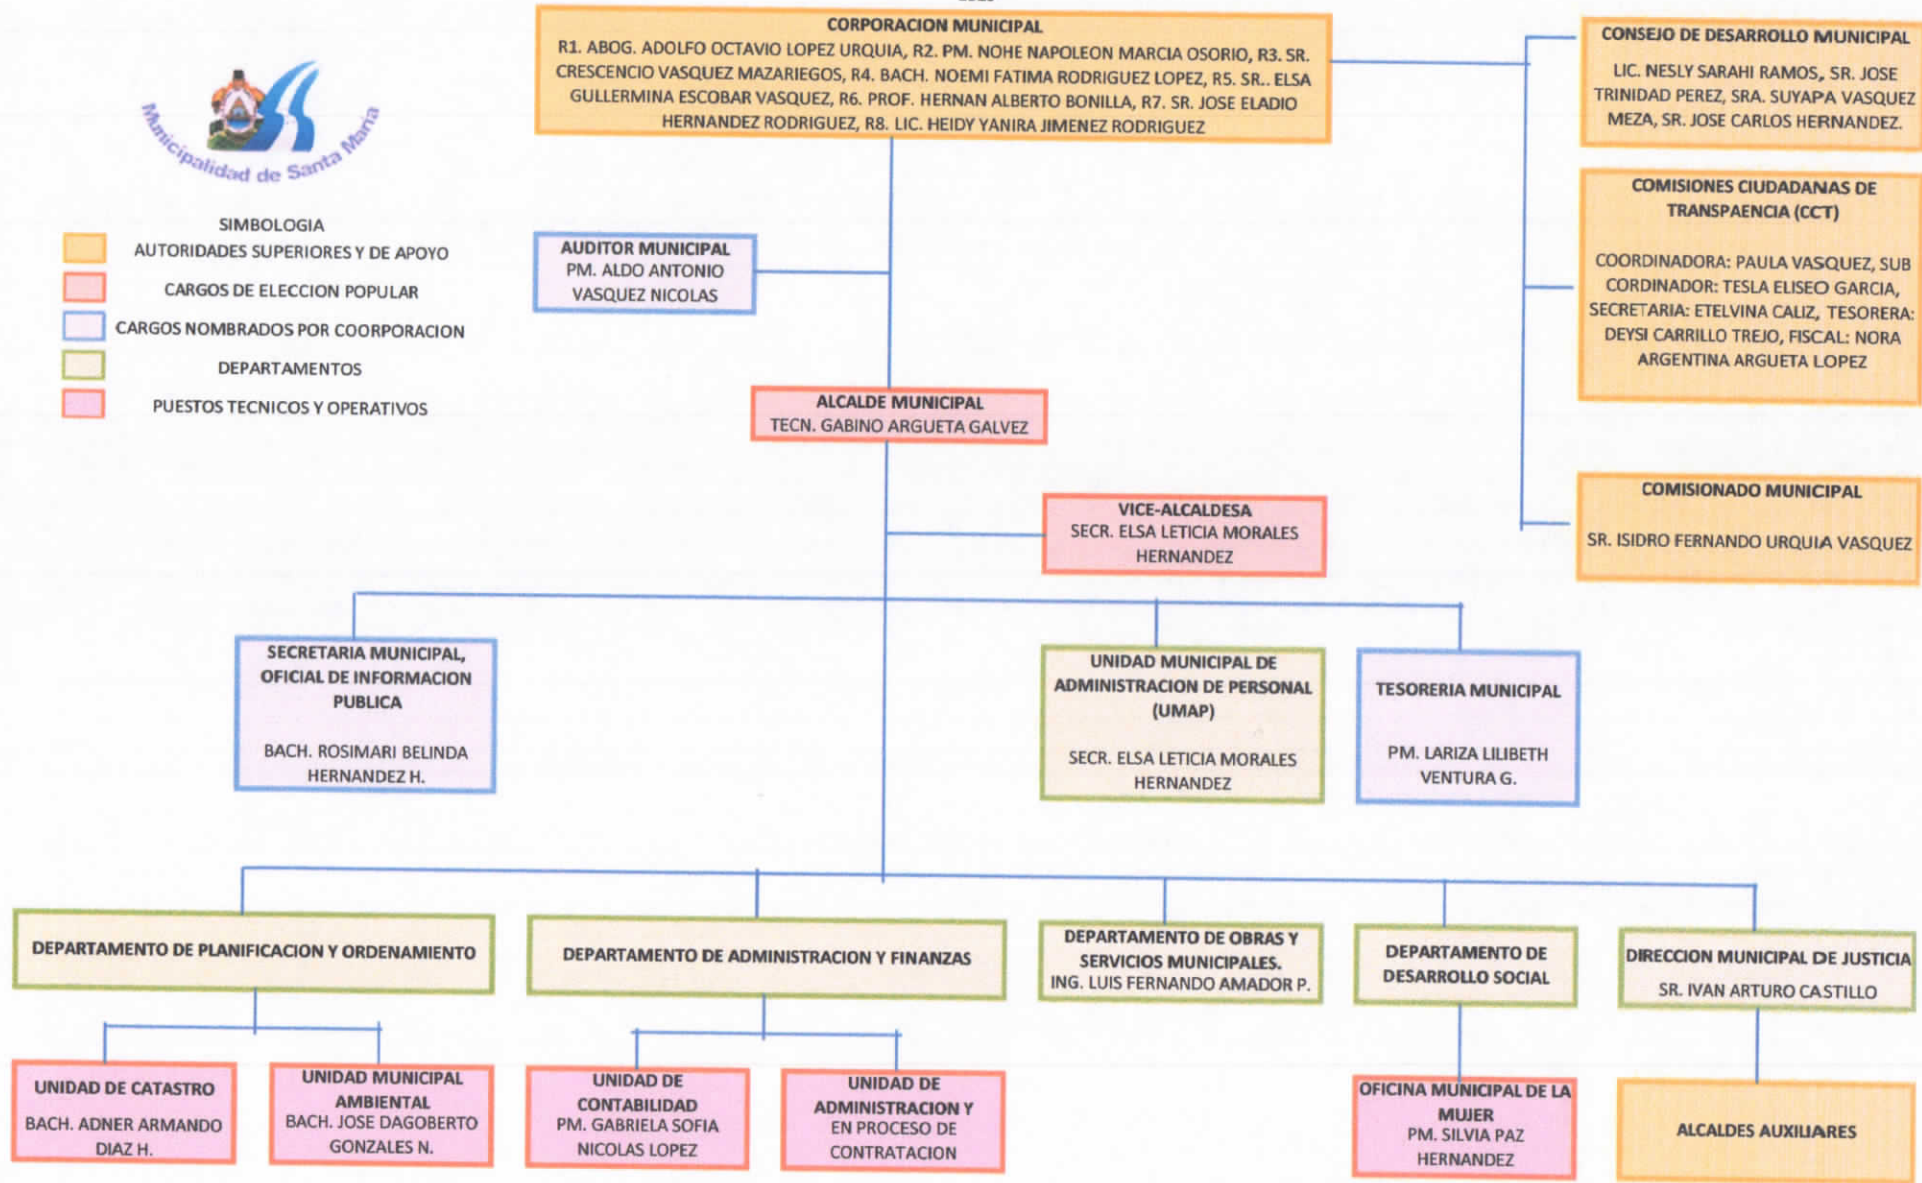 CORPORACION MUNICIPAL
R1. ABOG. ADOLFO OCTAVIO LOPEZ URQUIA, R2. PM. NOHE NAPOLEON MARCIA OSORIO, R3. SR.
CRESCENCIO VASQUEZ MAZARIEGOS, R4. BACH. NOEMI FATIMA RODRIGUEZ LOPEZ, R5. SR.. ELSA
GULLERMINA ESCOBAR VASQUEZ, R6. PROF. HERNAN ALBERTO BONILLA, R7. SR. JOSE ELADIO
HERNANDEZ RODRIGUEZ, R8. LIC. HEIDY YANIRA JIMENEZ RODRIGUEZ
CONSEJO DE DESARROLLO MUNICIPAL
LIC. NESLY SARAHI RAMOS, SR. JOSE
TRINIDAD PEREZ, SRA. SUYAPA VASQUEZ
MEZA, SR. JOSE CARLOS HERNANDEZ.
Municipalidad de Santa Maria
COMISIONES CIUDADANAS DE
TRANSPAENCIA (CCT)
COORDINADORA: PAULA VASQUEZ, SUB
CORDINADOR: TESLA ELISEO GARCIA,
SECRETARIA: ETELVINA CALIZ, TESORERA:
DEYSI CARRILLO TREJO, FISCAL: NORA
ARGENTINA ARGUETA LOPEZ
SIMBOLOGIA
AUTORIDADES SUPERIORES Y DE APOYO
CARGOS DE ELECCION POPULAR
CARGOS NOMBRADOS POR COORPORACION
DEPARTAMENTOS
PUESTOS TECNICOS Y OPERATIVOS
AUDITOR MUNICIPAL
PM. ALDO ANTONIO
VASQUEZ NICOLAS
ALCALDE MUNICIPAL
TECN. GABINO ARGUETA GALVEZ
VICE-ALCALDESA
SECR. ELSA LETICIA MORALES
HERNANDEZ
COMISIONADO MUNICIPAL
SR. ISIDRO FERNANDO URQUIA VASQUEZ
SECRETARIA MUNICIPAL,
OFICIAL DE INFORMACION
PUBLICA
BACH. ROSIMARI BELINDA
HERNANDEZ H.
UNIDAD MUNICIPAL DE
ADMINISTRACION DE PERSONAL
(UMAP)
SECR. ELSA LETICIA MORALES
HERNANDEZ
TESORERIA MUNICIPAL
PM. LARIZA LILIBETH
VENTURA G.
DEPARTAMENTO DE PLANIFICACION Y ORDENAMIENTO
DEPARTAMENTO DE ADMINISTRACION Y FINANZAS
DEPARTAMENTO DE OBRAS Y
SERVICIOS MUNICIPALES.
ING. LUIS FERNANDO AMADOR P.
DEPARTAMENTO DE
DESARROLLO SOCIAL
DIRECCION MUNICIPAL DE JUSTICIA
SR. IVAN ARTURO CASTILLO
UNIDAD DE CATASTRO
BACH. ADNER ARMANDO
DIAZ H.
UNIDAD MUNICIPAL
AMBIENTAL
BACH. JOSE DAGOBERTO
GONZALES N.
UNIDAD DE
CONTABILIDAD
PM. GABRIELA SOFIA
NICOLAS LOPEZ
UNIDAD DE
ADMINISTRACION Y
EN PROCESO DE
CONTRATACION
OFICINA MUNICIPAL DE LA
MUJER
PM. SILVIA PAZ
HERNANDEZ
ALCALDES AUXILIARES